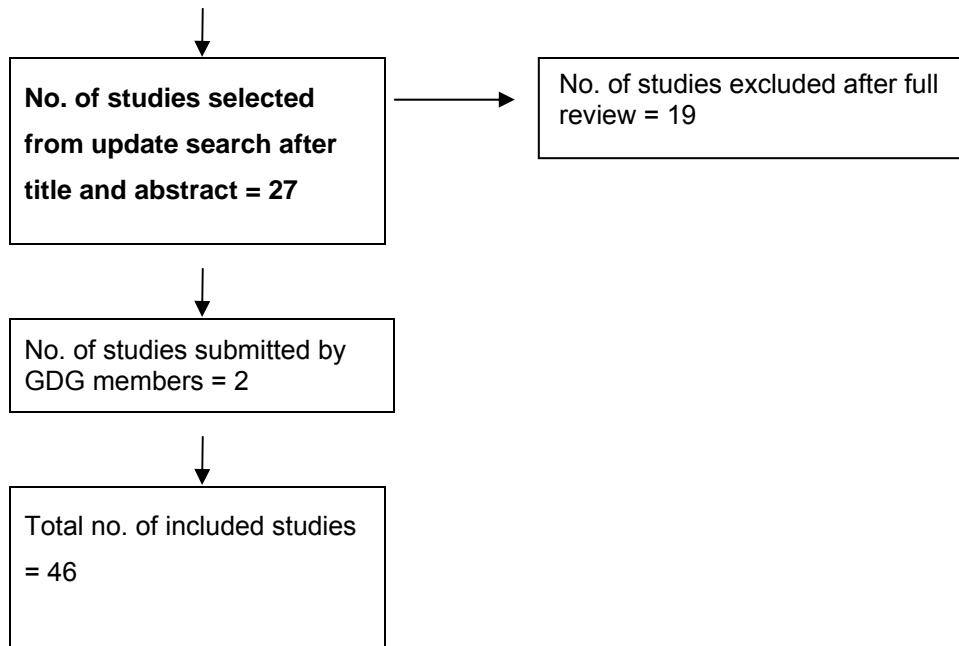 No. of studies selected
from update search after
title and abstract = 27
No. of studies excluded after full
review = 19
No. of studies submitted by
GDG members = 2
Total no. of included studies
= 46